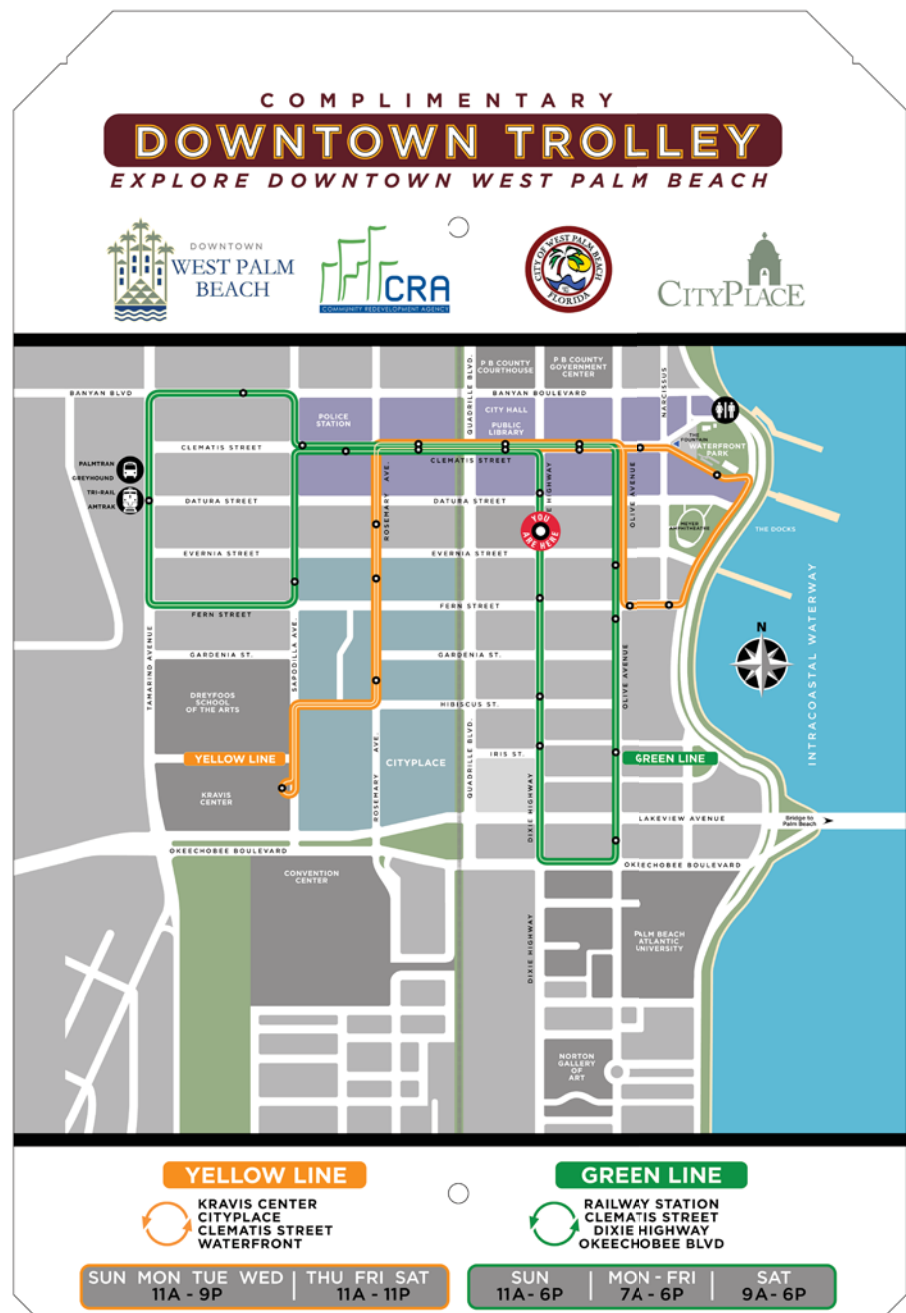 COMPLIMENTARY
DOWNTOWN TROLLEY
EXPLORE DOWNTOWN WEST PALM BEACH
DOWNTOWN
WEST PALM
BEACH
CRA
COMMUNITY REDEVELOPMENT AGENCY
CITY OF WEST PALM BEACH
FLORIDA
CITYPLACE
P B COUNTY
COURTHOUSE
P B COUNTY
GOVERNMENT
CENTER
QUADRILLE BLVD.
NARCISSUS
BANYAN BLVD
BANYAN BOULEVARD
POLICE
STATION
CITY HALL
PUBLIC
LIBRARY
THE
FOUNTAIN
WATERFRONT
PARK
CLEMATIS STREET
CLEMATIS STREET
PALMTRAN
GREYHOUND
TRI-RAIL
AMTRAK
ROSEMARY AVE.
HIGHWAY
OLIVE AVENUE
DATURA STREET
DATURA STREET
YOU
ARE HERE
MEYER
AMPHITHEATRE
THE DOCKS
EVERNIA STREET
EVERNIA STREET
FERN STREET
FERN STREET
N
INTRACOASTAL WATERWAY
TAMARIND AVENUE
SAPODILLA AVE.
GARDENIA ST.
GARDENIA ST.
OLIVE AVENUE
DREYFOOS
SCHOOL
OF THE ARTS
HIBISCUS ST.
YELLOW LINE
CITYPLACE
ROSEMARY AVE.
QUADRILLE BLVD.
IRIS ST.
GREEN LINE
KRAVIS
CENTER
DIXIE HIGHWAY
LAKEVIEW AVENUE
Bridge to
Palm Beach
OKEECHOBEE BOULEVARD
OKEECHOBEE BOULEVARD
CONVENTION
CENTER
DIXIE HIGHWAY
PALM BEACH
ATLANTIC
UNIVERSITY
NORTON
GALLERY
OF
ART
YELLOW LINE
KRAVIS CENTER
CITYPLACE
CLEMATIS STREET
WATERFRONT
SUN MON TUE WED
11A - 9P
THU FRI SAT
11A - 11P
GREEN LINE
RAILWAY STATION
CLEMATIS STREET
DIXIE HIGHWAY
OKEECHOBEE BLVD
SUN
11A - 6P
MON - FRI
7A - 6P
SAT
9A - 6P